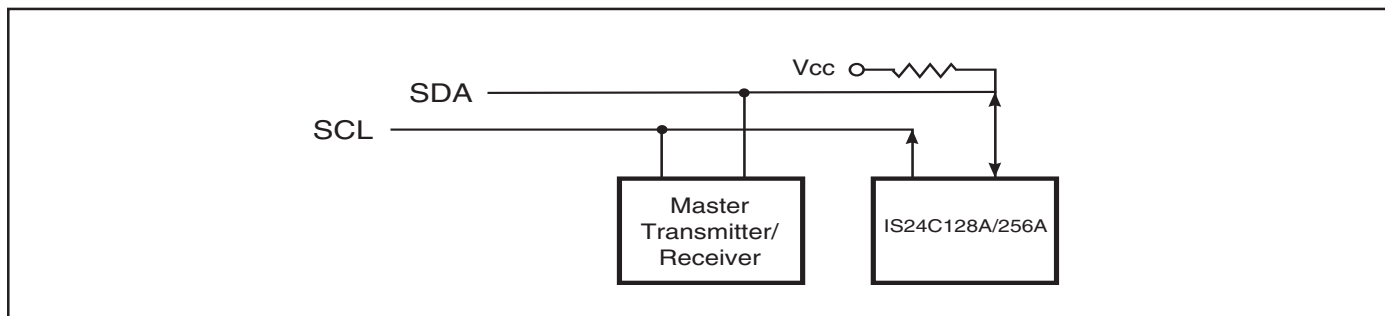 Vcc
SDA
SCL
Master
Transmitter/
Receiver
IS24C128A/256A